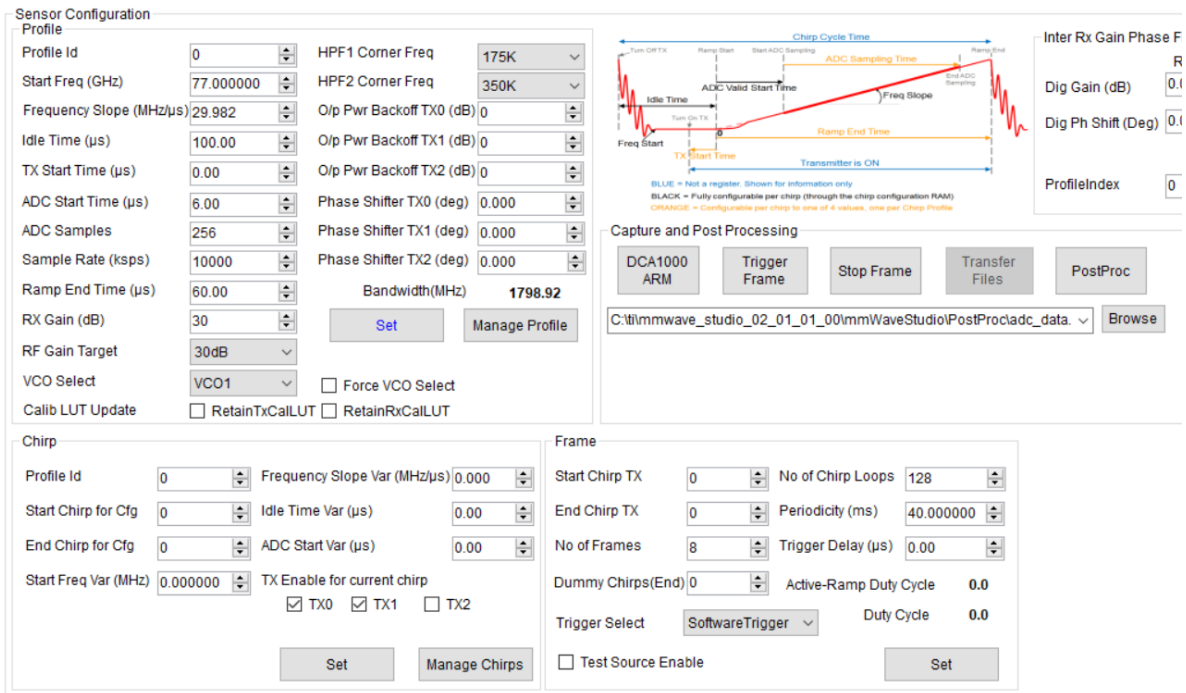 Sensor Configuration
Profile
Profile Id 0 HPF1 Corner Freq 175K
Start Freq (GHz) 77.000000 HPF2 Corner Freq 350K
Frequency Slope (MHz/µs) 29.982 O/p Pwr Backoff TX0 (dB) 0
Idle Time (µs) 100.00 O/p Pwr Backoff TX1 (dB) 0
TX Start Time (µs) 0.00 O/p Pwr Backoff TX2 (dB) 0
ADC Start Time (µs) 6.00 Phase Shifter TX0 (deg) 0.000
ADC Samples 256 Phase Shifter TX1 (deg) 0.000
Sample Rate (ksps) 10000 Phase Shifter TX2 (deg) 0.000
Ramp End Time (µs) 60.00 Bandwidth(MHz) 1798.92
RX Gain (dB) 30 Set Manage Profile
RF Gain Target 30dB
VCO Select VCO1 Force VCO Select
Calib LUT Update RetainTxCalLUT RetainRxCalLUT
Chirp Cycle Time
Turn Off TX Ramp Start Start ADC Sampling Ramp End
ADC Sampling Time
End ADC
Sampling
ADC Valid Start Time
Idle Time Freq Slope
Turn On TX
0 Ramp End Time
Freq Start
TX Start Time
Transmitter is ON
BLUE = Not a register. Shown for information only
BLACK = Fully configurable per chirp (through the chirp configuration RAM)
ORANGE = Configurable per chirp to one of 4 values, one per Chirp Profile.
Inter Rx Gain Phase F
R
Dig Gain (dB) 0.0
Dig Ph Shift (Deg) 0.0
ProfileIndex 0
Capture and Post Processing
DCA1000 ARM Trigger Frame Stop Frame Transfer Files PostProc
C:\ti\mmwave_studio_02_01_01_00\mmWaveStudio\PostProc\adc_data. Browse
Chirp
Profile Id 0 Frequency Slope Var (MHz/µs) 0.000
Start Chirp for Cfg 0 Idle Time Var (µs) 0.00
End Chirp for Cfg 0 ADC Start Var (µs) 0.00
Start Freq Var (MHz) 0.000000 TX Enable for current chirp
TX0 TX1 TX2
Set Manage Chirps
Frame
Start Chirp TX 0 No of Chirp Loops 128
End Chirp TX 0 Periodicity (ms) 40.000000
No of Frames 8 Trigger Delay (µs) 0.00
Dummy Chirps(End) 0 Active-Ramp Duty Cycle 0.0
Trigger Select SoftwareTrigger Duty Cycle 0.0
Test Source Enable Set